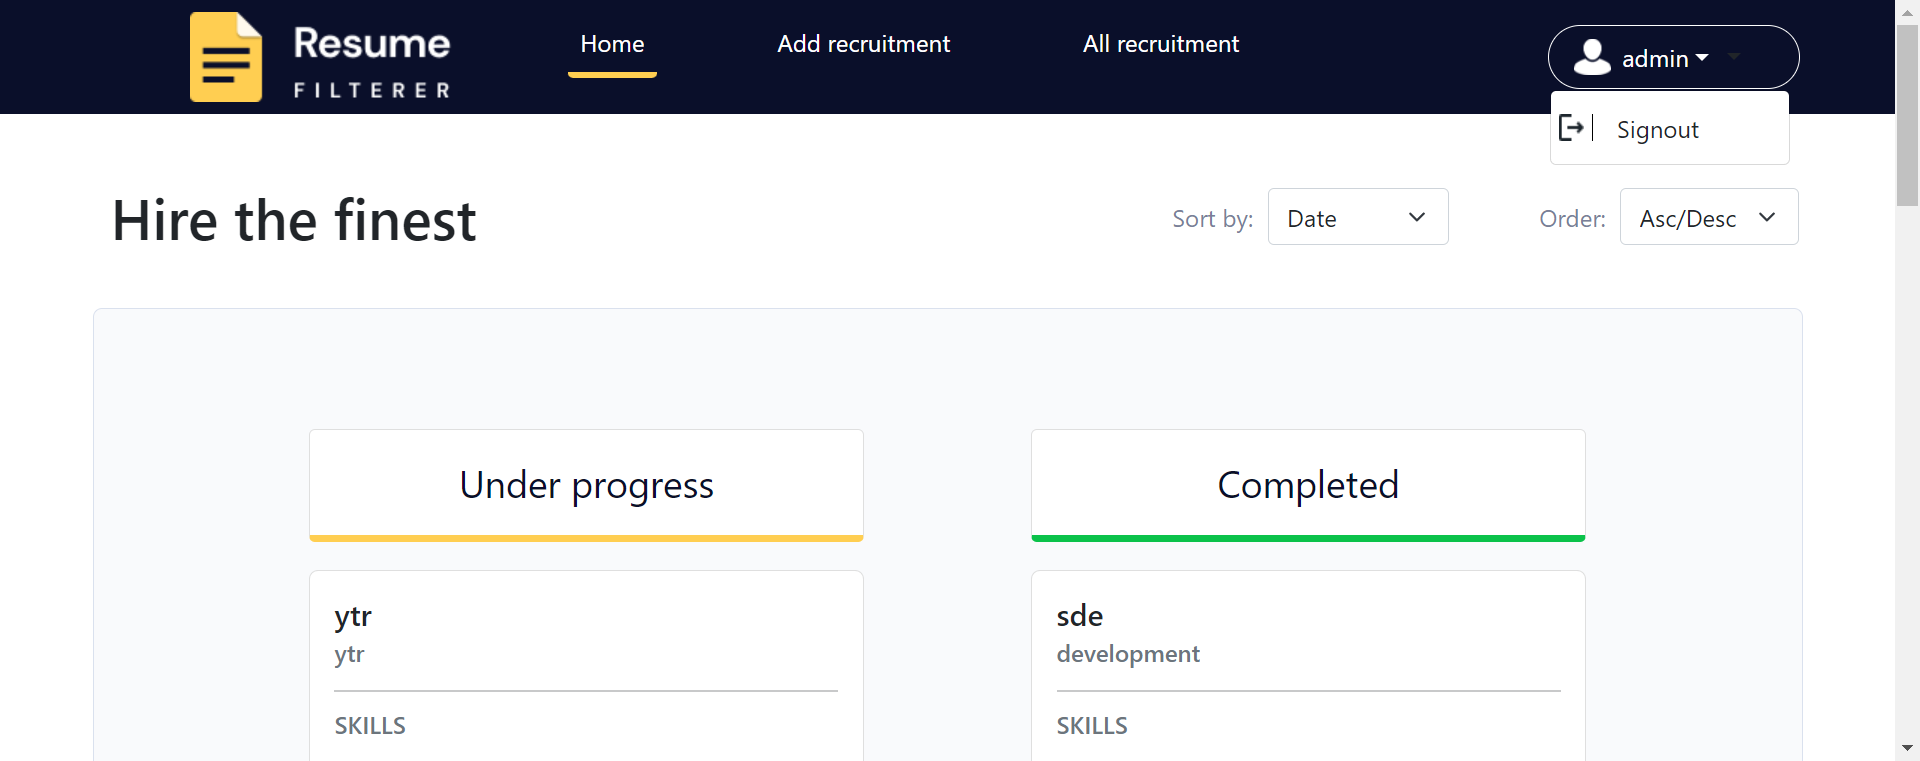 Resume
FILTERER
Home
Add recruitment
All recruitment
admin
Signout
Hire the finest
Sort by:
Date
Order:
Asc/Desc
Under progress
Completed
ytr
ytr
SKILLS
sde
development
SKILLS